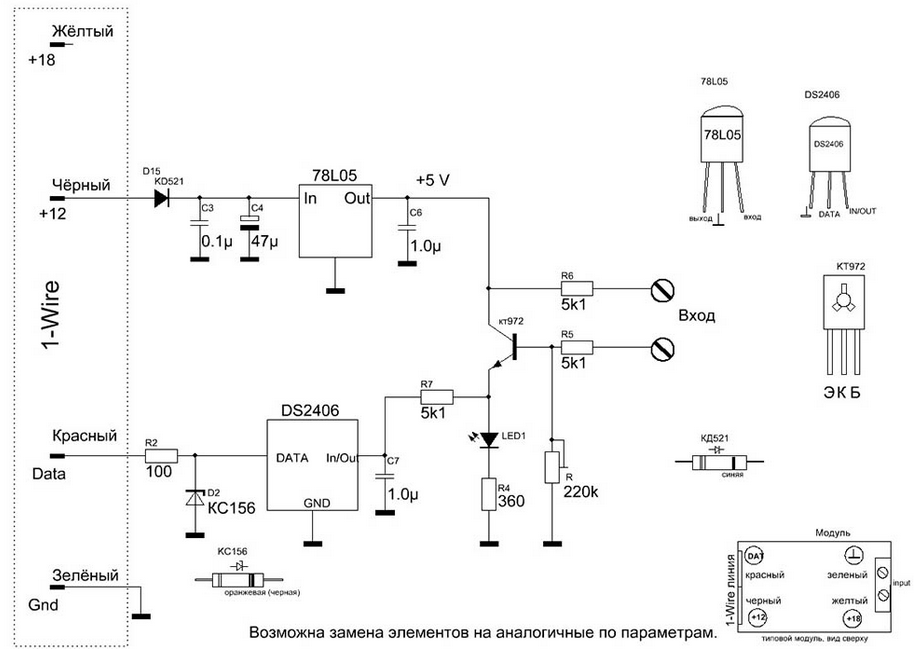 Жёлтый
+18
Чёрный
+12
1-Wire
Красный
Data
Зелёный
Gnd
D15
KD521
C3
0.1µ
C4
47µ
78L05
In
Out
+5 V
C6
1.0µ
R6
5k1
Вход
кт972
R5
5k1
R7
5k1
LED1
R4
360
R
220k
R2
100
D2
КС156
DS2406
DATA
In/Out
GND
C7
1.0µ
КС156
оранжевая (черная)
78L05
78L05
выход
вход
DS2406
DS2406
DATA
IN/OUT
КТ972
Э К Б
КД521
синяя
Модуль
DAT
красный
зеленый
черный
желтый
+12
+18
1-Wire линия
input
типовой модуль, вид сверху
Возможна замена элементов на аналогичные по параметрам.